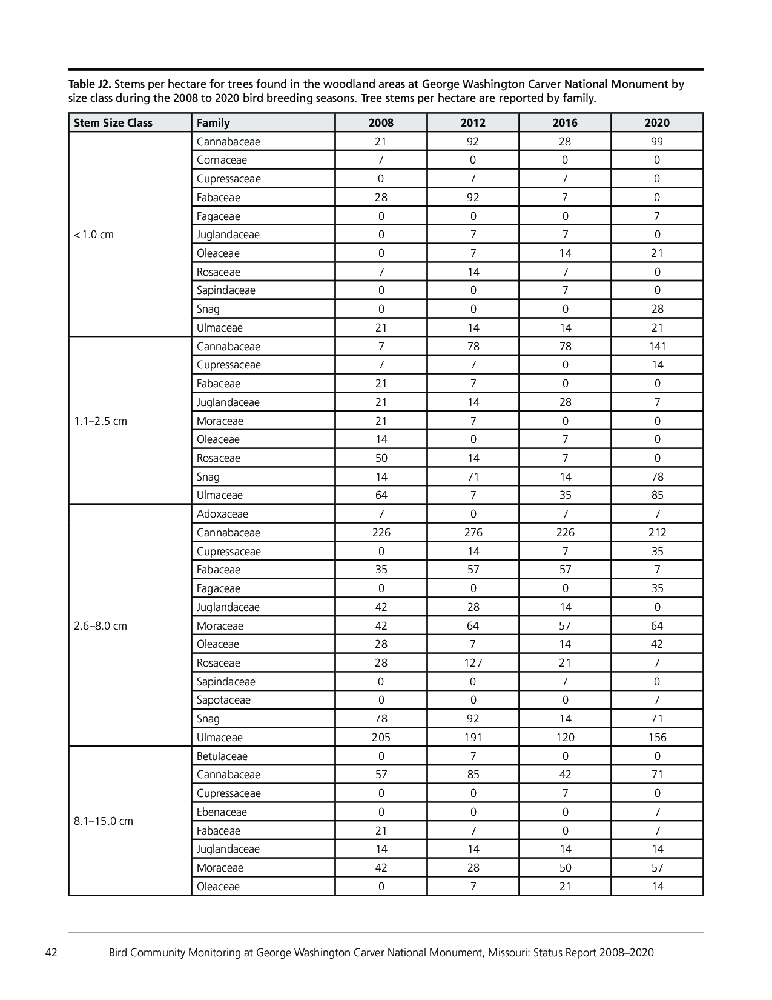 Table J2. Stems per hectare for trees found in the woodland areas at George Washington Carver National Monument by
size class during the 2008 to 2020 bird breeding seasons. Tree stems per hectare are reported by family.
Stem Size Class Family 2008 2012 2016 2020
< 1.0 cm
Cannabaceae 21 92 28 99
Cornaceae 7 0 0 0
Cupressaceae 0 7 7 0
Fabaceae 28 92 7 0
Fagaceae 0 0 0 7
Juglandaceae 0 7 7 0
Oleaceae 0 7 14 21
Rosaceae 7 14 7 0
Sapindaceae 0 0 7 0
Snag 0 0 0 28
Ulmaceae 21 14 14 21
1.1–2.5 cm
Cannabaceae 7 78 78 141
Cupressaceae 7 7 0 14
Fabaceae 21 7 0 0
Juglandaceae 21 14 28 7
Moraceae 21 7 0 0
Oleaceae 14 0 7 0
Rosaceae 50 14 7 0
Snag 14 71 14 78
Ulmaceae 64 7 35 85
2.6–8.0 cm
Adoxaceae 7 0 7 7
Cannabaceae 226 276 226 212
Cupressaceae 0 14 7 35
Fabaceae 35 57 57 7
Fagaceae 0 0 0 35
Juglandaceae 42 28 14 0
Moraceae 42 64 57 64
Oleaceae 28 7 14 42
Rosaceae 28 127 21 7
Sapindaceae 0 0 7 0
Sapotaceae 0 0 0 7
Snag 78 92 14 71
Ulmaceae 205 191 120 156
8.1–15.0 cm
Betulaceae 0 7 0 0
Cannabaceae 57 85 42 71
Cupressaceae 0 0 7 0
Ebenaceae 0 0 0 7
Fabaceae 21 7 0 7
Juglandaceae 14 14 14 14
Moraceae 42 28 50 57
Oleaceae 0 7 21 14
42 Bird Community Monitoring at George Washington Carver National Monument, Missouri: Status Report 2008–2020